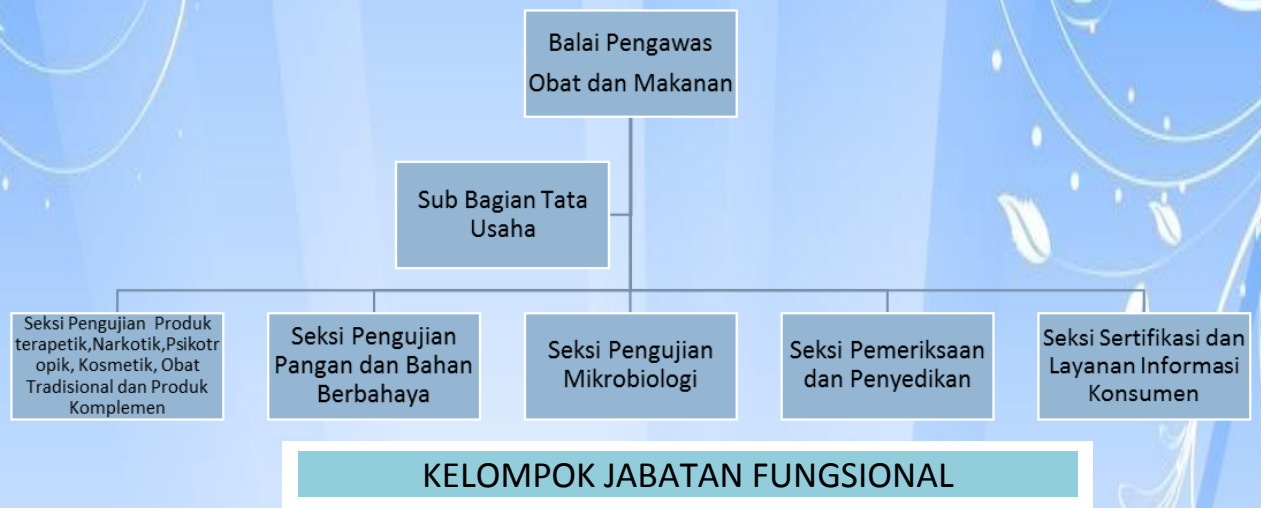 Balai Pengawas
Obat dan Makanan
Sub Bagian Tata
Usaha
Seksi Pengujian  Produk
terapetik,Narkotik,Psikotr
opik, Kosmetik, Obat
Tradisional dan Produk
Komplemen
Seksi Pengujian
Pangan dan Bahan
Berbahaya
Seksi Pengujian
Mikrobiologi
Seksi Pemeriksaan
dan Penyedikan
Seksi Sertifikasi dan
Layanan Informasi
Konsumen
KELOMPOK JABATAN FUNGSIONAL